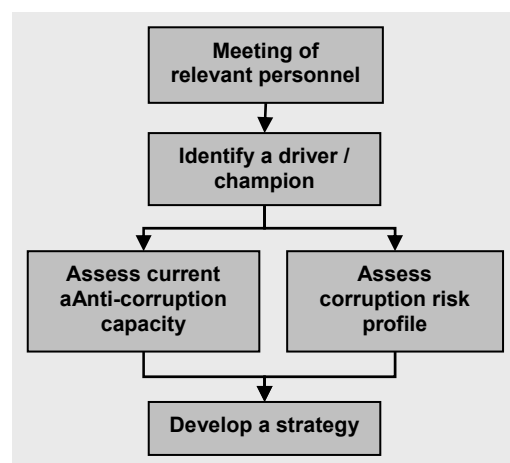 Meeting of
relevant personnel
Identify a driver /
champion
Assess current
aAnti-corruption
capacity
Assess
corruption risk
profile
Develop a strategy